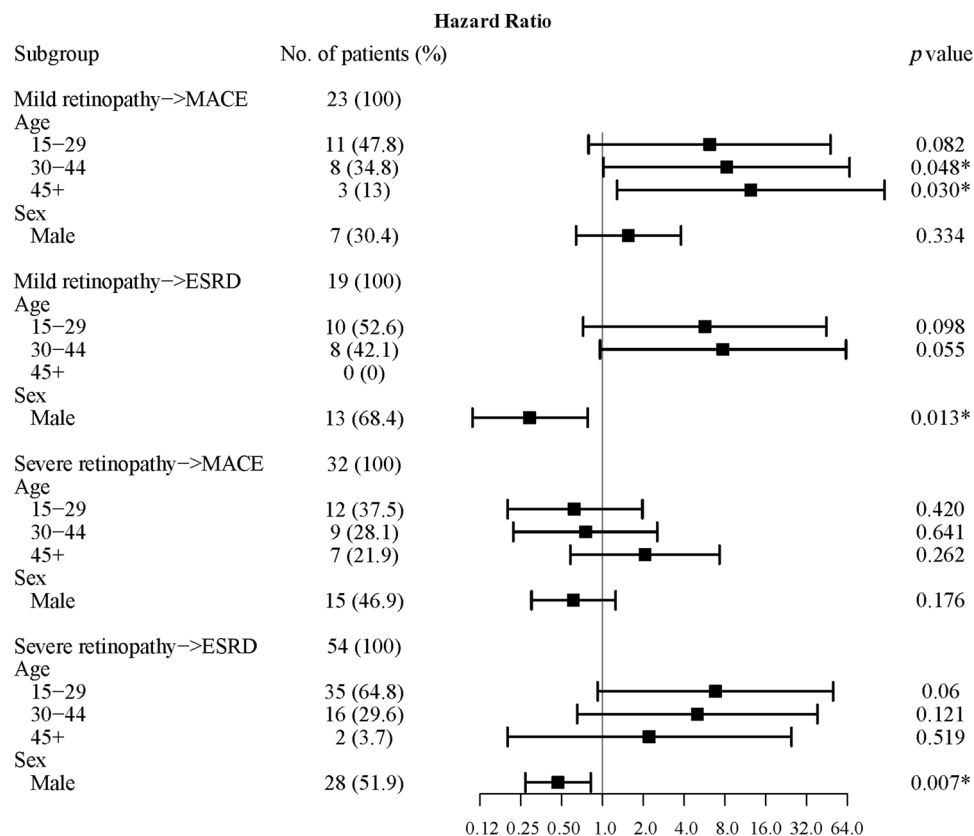 Hazard Ratio
Subgroup No. of patients (%) p value
Mild retinopathy−>MACE 23 (100)
Age
15−29 11 (47.8) 0.082
30−44 8 (34.8) 0.048*
45+ 3 (13) 0.030*
Sex
Male 7 (30.4) 0.334
Mild retinopathy−>ESRD 19 (100)
Age
15−29 10 (52.6) 0.098
30−44 8 (42.1) 0.055
45+ 0 (0)
Sex
Male 13 (68.4) 0.013*
Severe retinopathy−>MACE 32 (100)
Age
15−29 12 (37.5) 0.420
30−44 9 (28.1) 0.641
45+ 7 (21.9) 0.262
Sex
Male 15 (46.9) 0.176
Severe retinopathy−>ESRD 54 (100)
Age
15−29 35 (64.8) 0.06
30−44 16 (29.6) 0.121
45+ 2 (3.7) 0.519
Sex
Male 28 (51.9) 0.007*
0.12 0.25 0.50 1.0 2.0 4.0 8.0 16.0 32.0 64.0